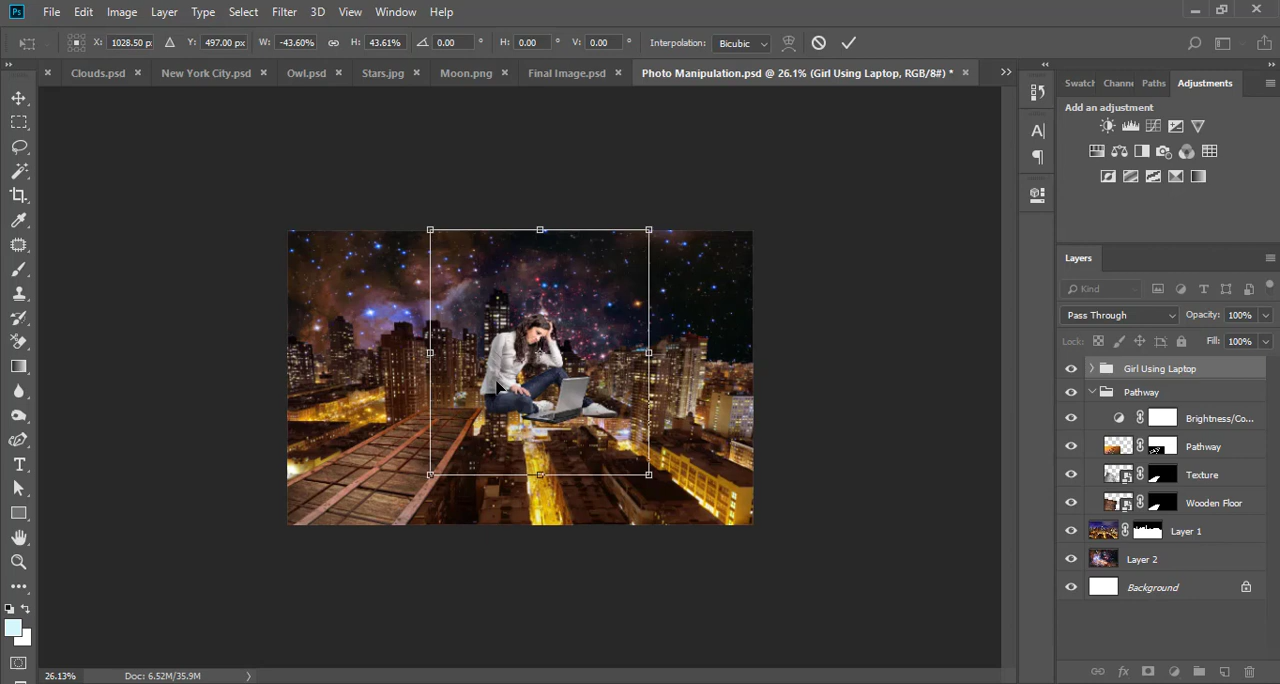 Ps File Edit Image Layer Type Select Filter 3D View Window Help
X: 1028.50 px Y: 497.00 px W: -43.60% H: 43.61% 0.00 ° H: 0.00 ° V: 0.00 ° Interpolation: Bicubic
Clouds.psd × New York City.psd × Owl.psd × Stars.jpg × Moon.png × Final Image.psd × Photo Manipulation.psd @ 26.1% (Girl Using Laptop, RGB/8#) * ×
Swatch Channe Paths Adjustments
Add an adjustment
Layers
Kind
Pass Through Opacity: 100%
Lock: Fill: 100%
Girl Using Laptop
Pathway
Brightness/Co...
Pathway
Texture
Wooden Floor
Layer 1
Layer 2
Background
26.13% Doc: 6.52M/35.9M